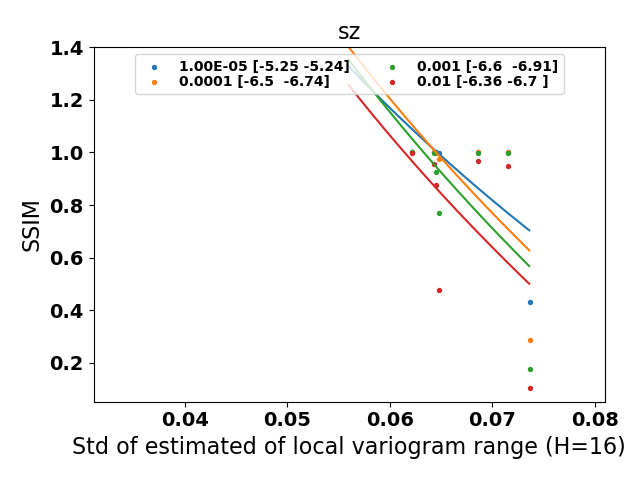 sz
1.00E-05 [-5.25 -5.24]
0.0001 [-6.5  -6.74]
0.001 [-6.6  -6.91]
0.01 [-6.36 -6.7 ]
1.4
1.2
1.0
0.8
0.6
0.4
0.2
SSIM
0.04 0.05 0.06 0.07 0.08
Std of estimated of local variogram range (H=16)